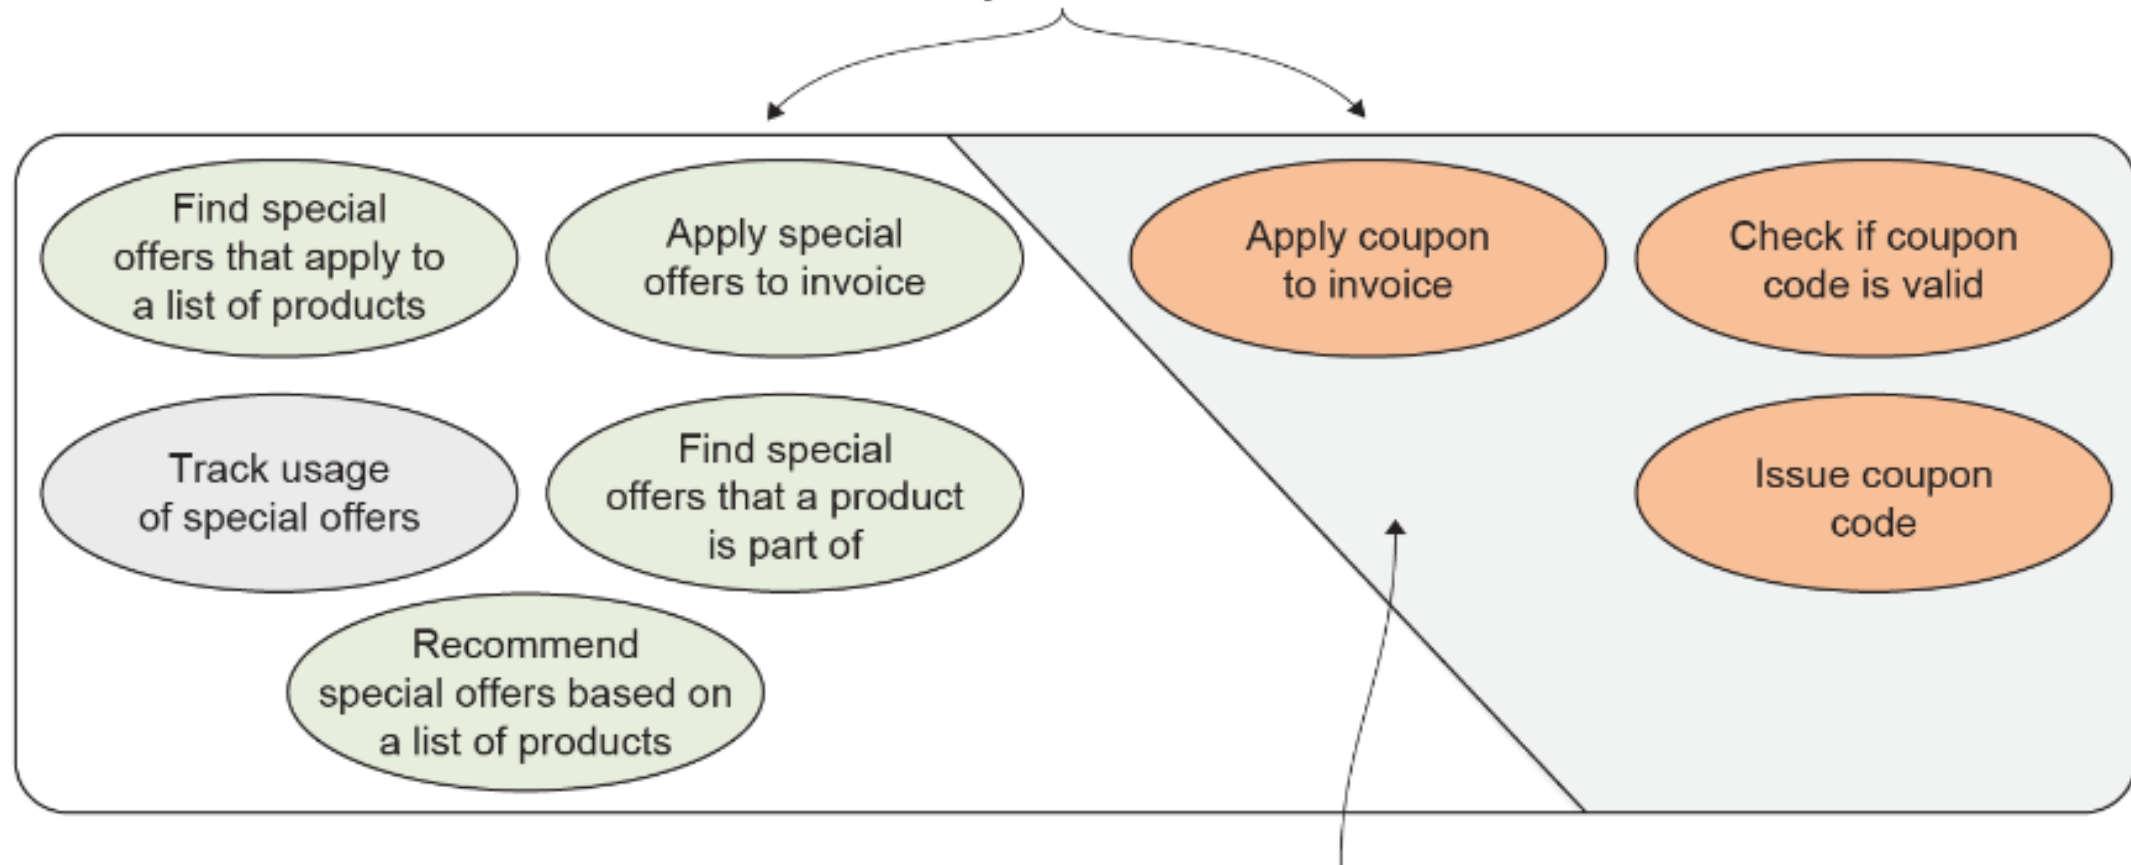 Find special
offers that apply to
a list of products
Apply special
offers to invoice
Apply coupon
to invoice
Check if coupon
code is valid
Track usage
of special offers
Find special
offers that a product
is part of
Issue coupon
code
Recommend
special offers based on
a list of products